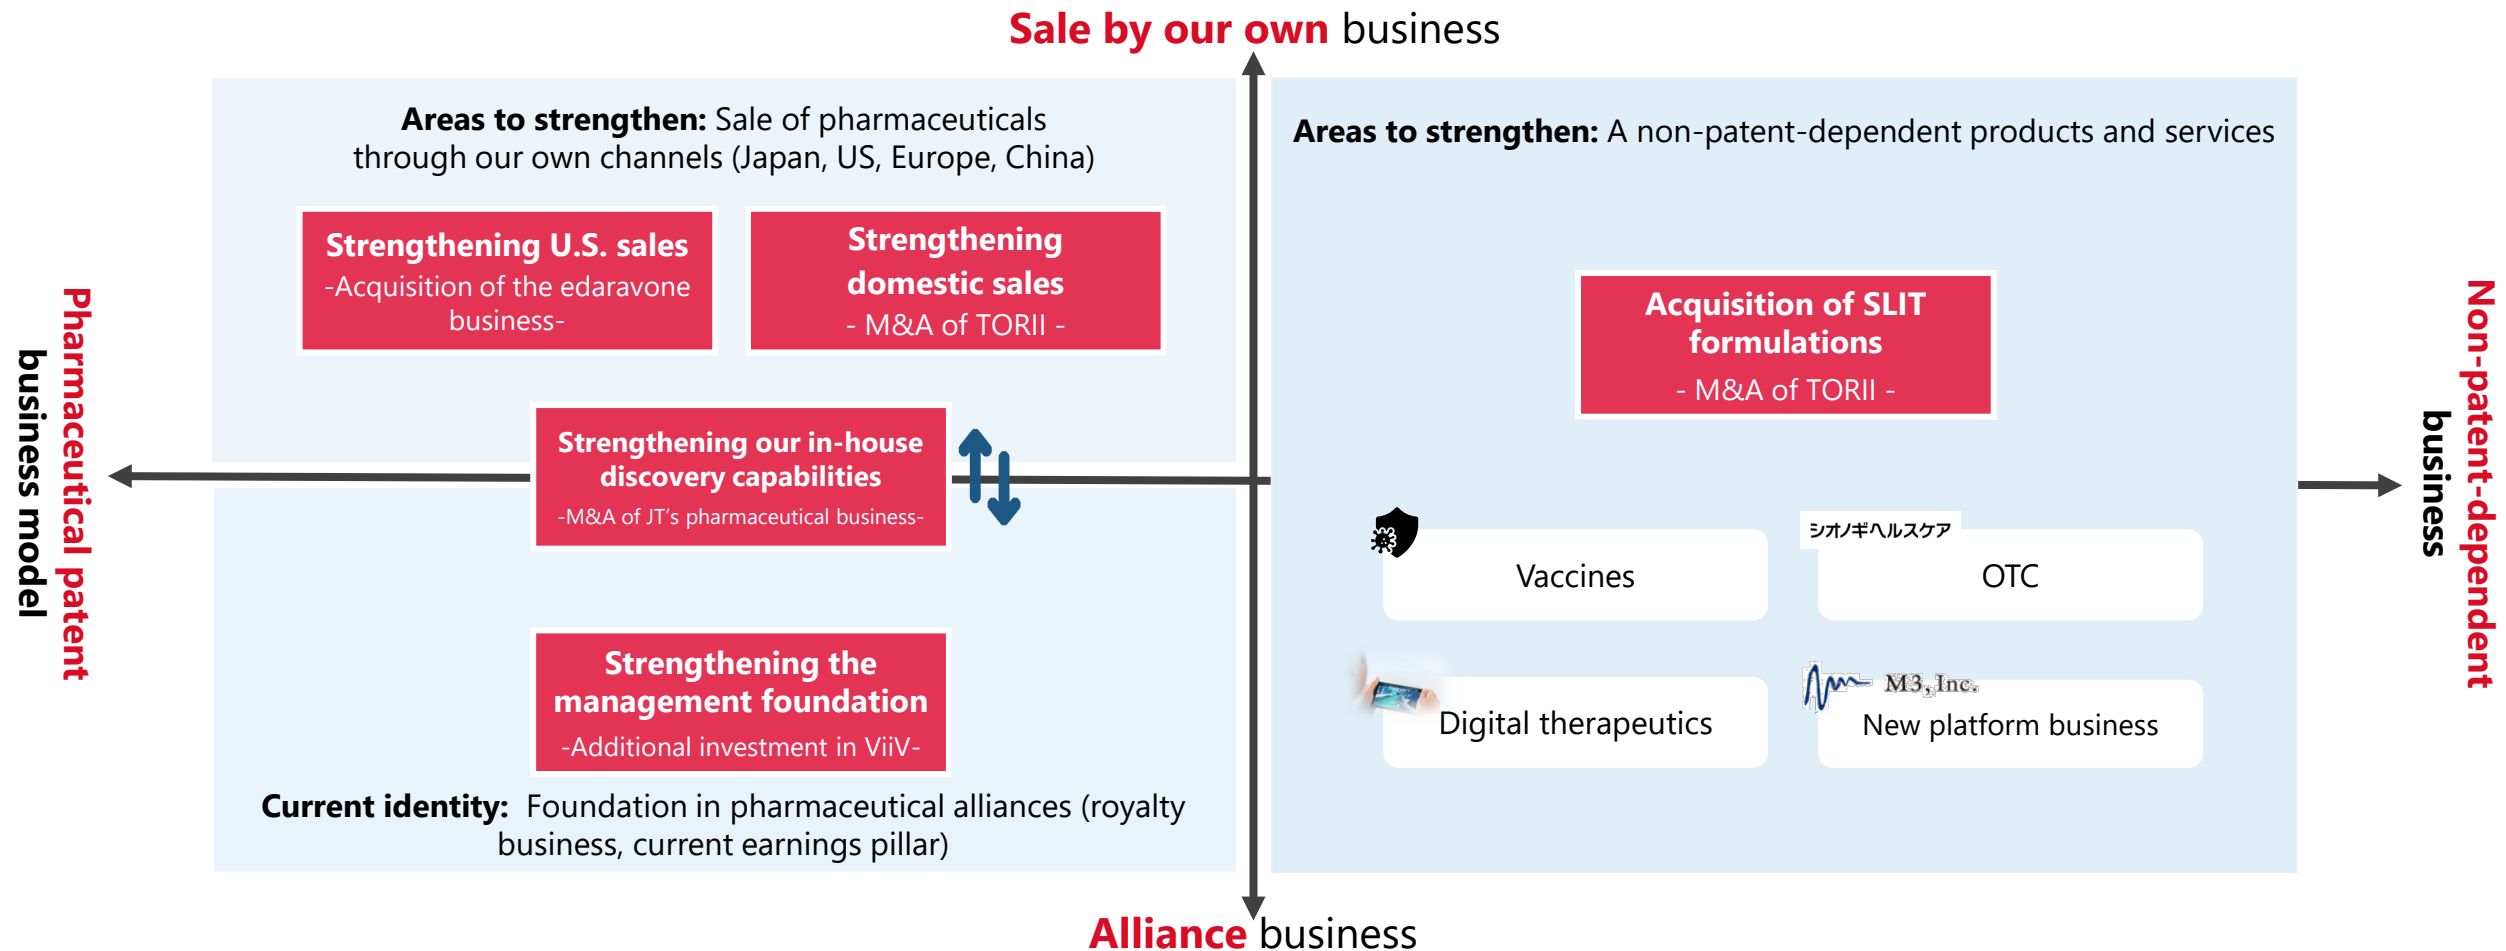 Sale by our own business
Areas to strengthen: Sale of pharmaceuticals
through our own channels (Japan, US, Europe, China)
Areas to strengthen: A non-patent-dependent products and services
Strengthening U.S. sales
-Acquisition of the edaravone
business-
Strengthening
domestic sales
- M&A of TORII -
Acquisition of SLIT
formulations
- M&A of TORII -
Pharmaceutical patent
business model
Non-patent-dependent
business
Strengthening our in-house
discovery capabilities
-M&A of JT's pharmaceutical business-
シオノギヘルスケア
Vaccines
OTC
Strengthening the
management foundation
-Additional investment in ViiV-
M3, Inc.
Digital therapeutics
New platform business
Current identity: Foundation in pharmaceutical alliances (royalty
business, current earnings pillar)
Alliance business